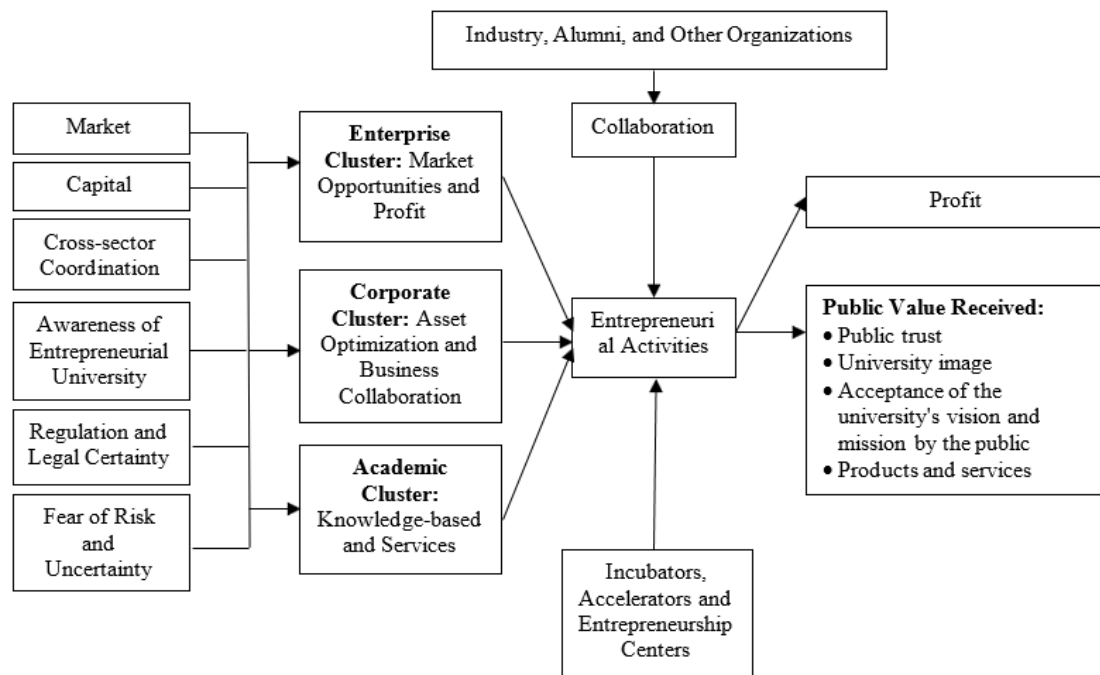 Industry, Alumni, and Other Organizations
Market
Capital
Cross-sector
Coordination
Awareness of
Entrepreneurial
University
Regulation and
Legal Certainty
Fear of Risk
and
Uncertainty
Enterprise
Cluster: Market
Opportunities and
Profit
Corporate
Cluster: Asset
Optimization and
Business
Collaboration
Academic
Cluster:
Knowledge-based
and Services
Collaboration
Entrepreneuri
al Activities
Incubators,
Accelerators and
Entrepreneurship
Centers
Profit
Public Value Received:
• Public trust
• University image
• Acceptance of the
university's vision and
mission by the public
• Products and services